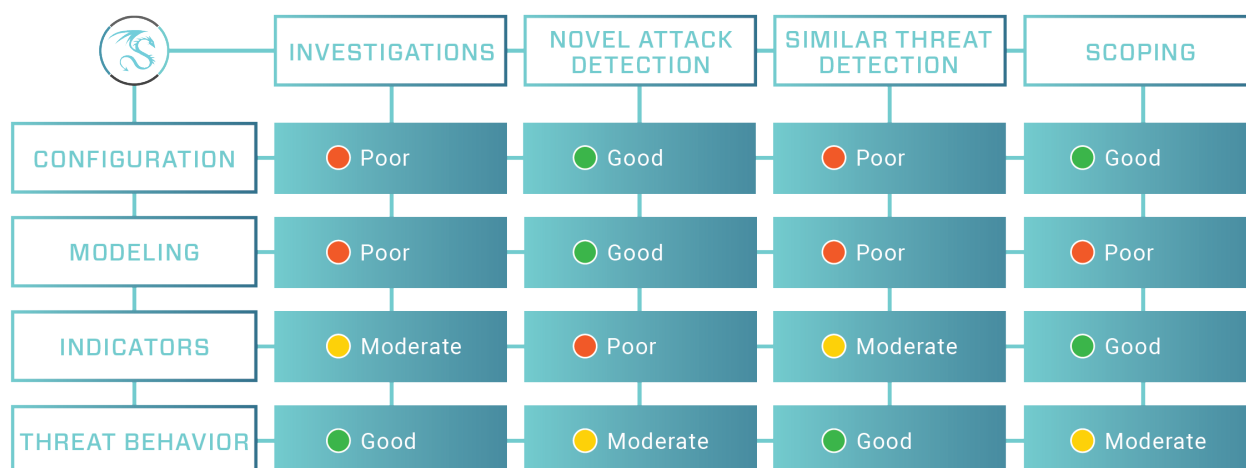 INVESTIGATIONS
NOVEL ATTACK
DETECTION
SIMILAR THREAT
DETECTION
SCOPING
CONFIGURATION
Poor
Good
Poor
Good
MODELING
Poor
Good
Poor
Poor
INDICATORS
Moderate
Poor
Moderate
Good
THREAT BEHAVIOR
Good
Moderate
Good
Moderate